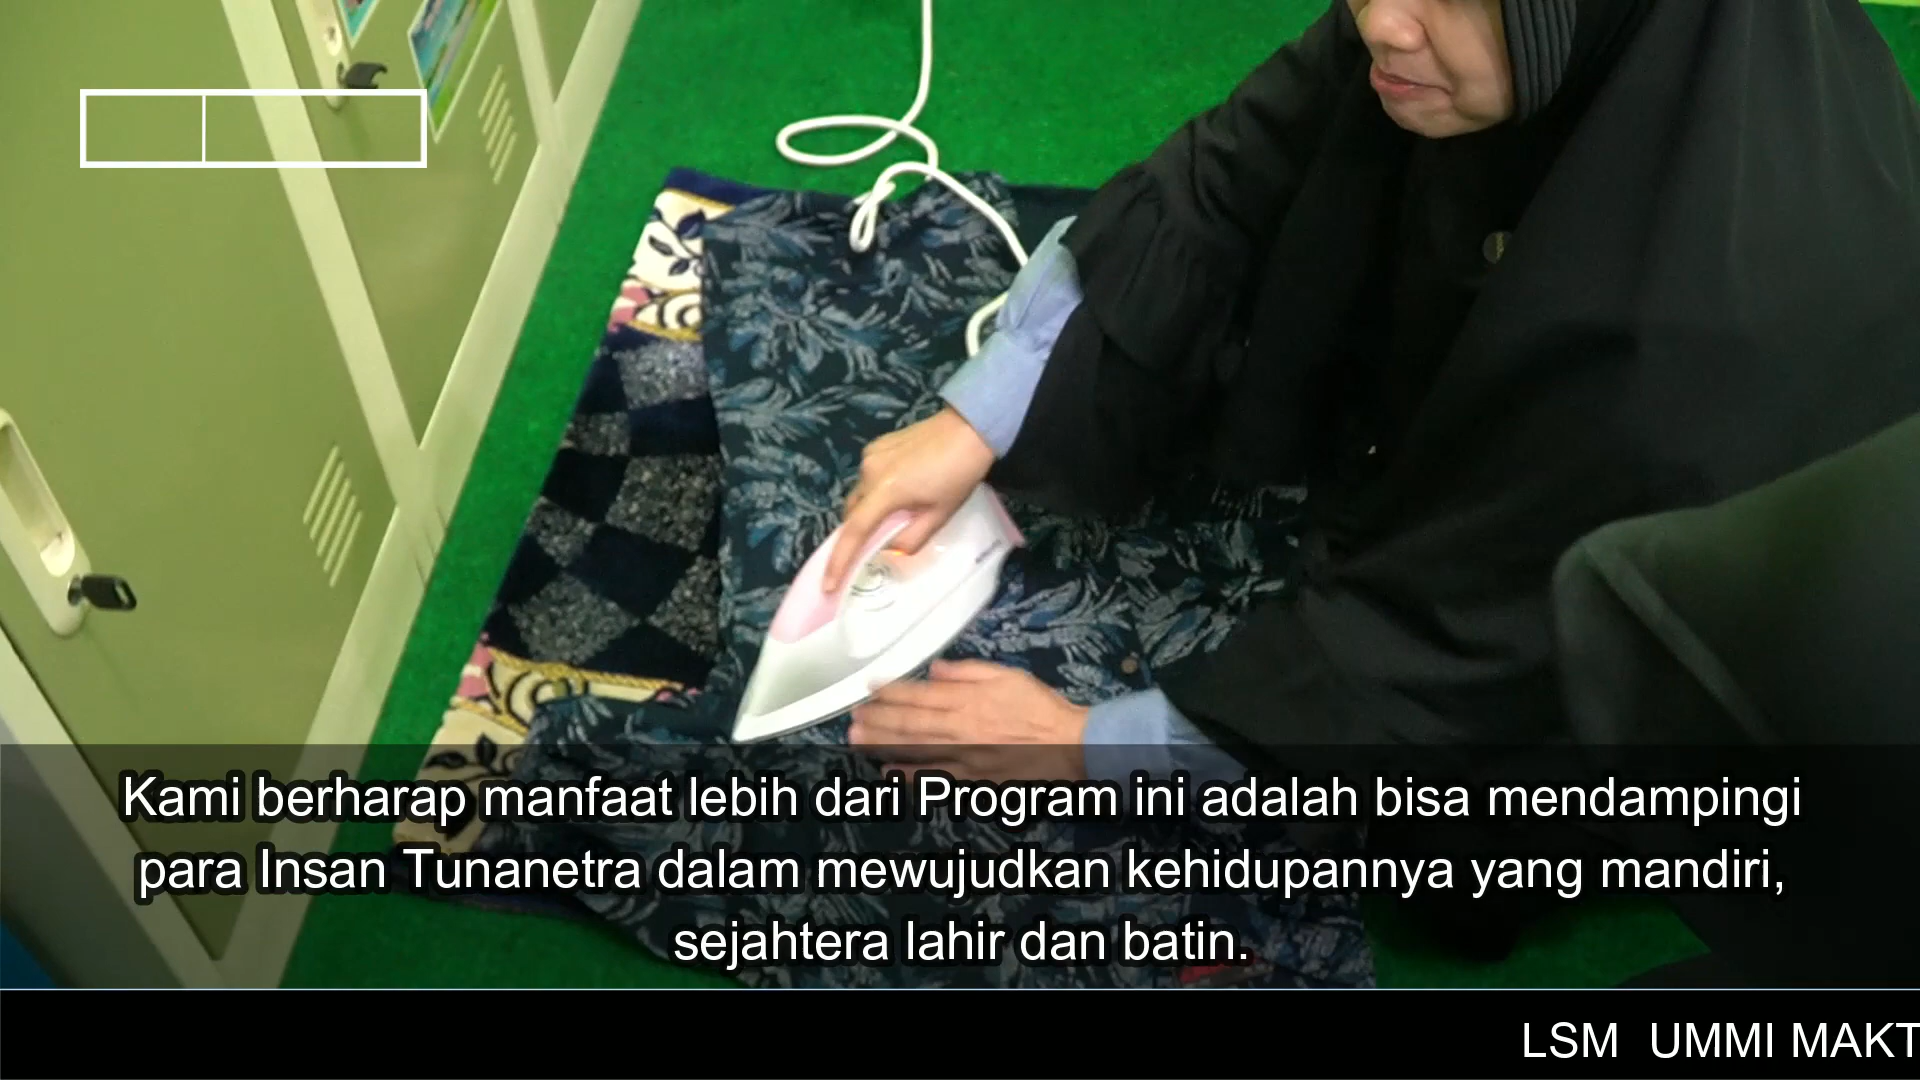 Kami berharap manfaat lebih dari Program ini adalah bisa mendampingi
para Insan Tunanetra dalam mewujudkan kehidupannya yang mandiri,
sejahtera lahir dan batin.
LSM UMMI MAKT